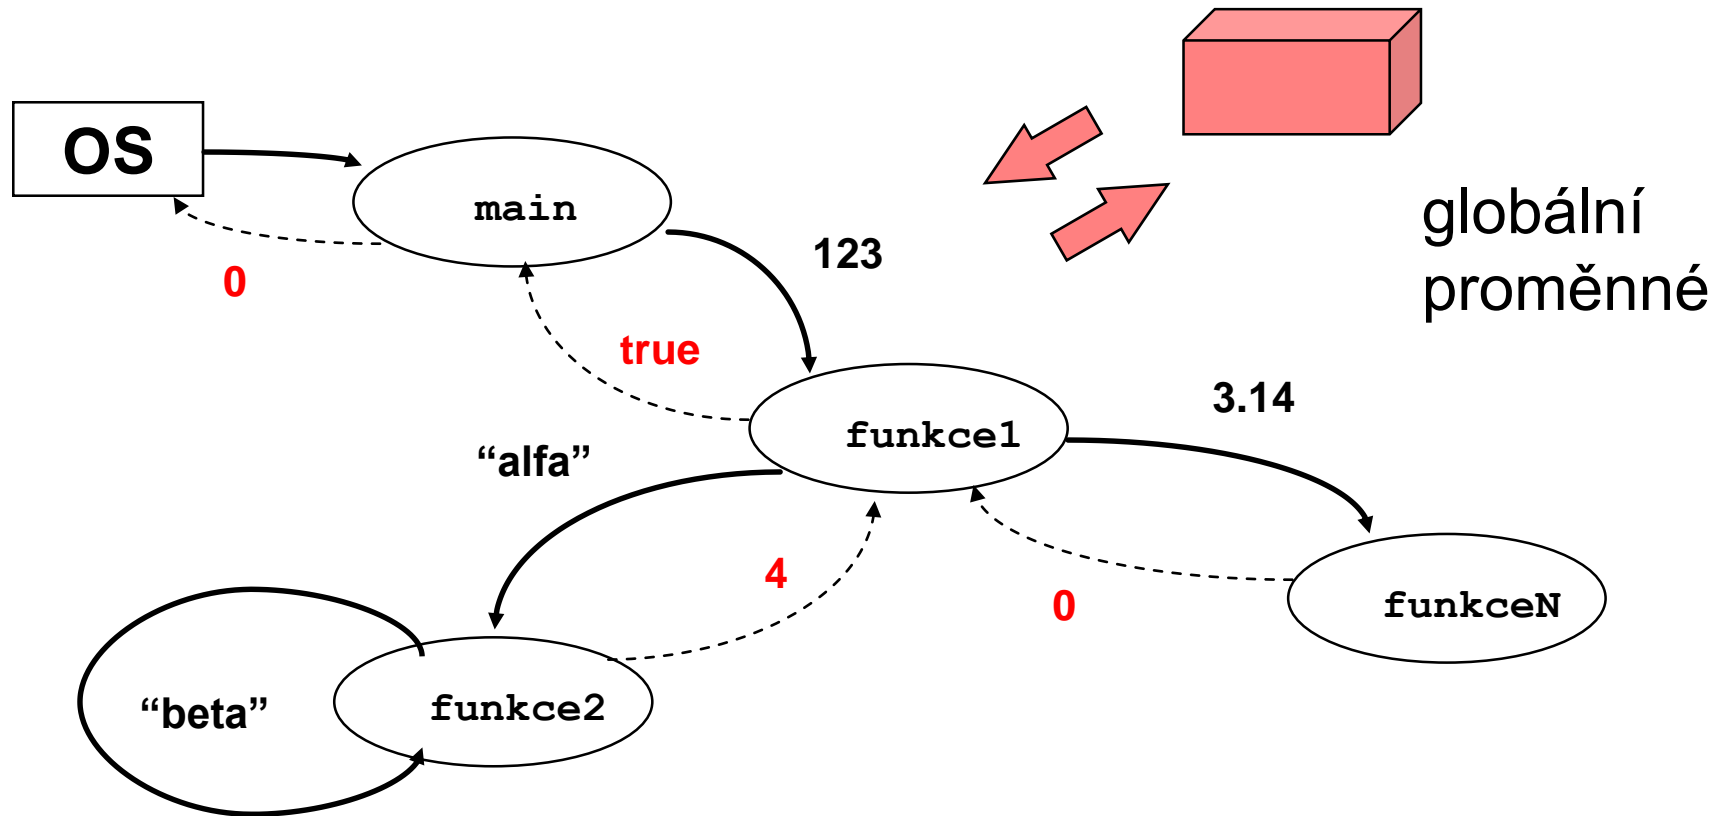 OS
main
globální
proměnné
123
0
true
3.14
funkce1
“alfa”
4
0
funkceN
“beta”
funkce2